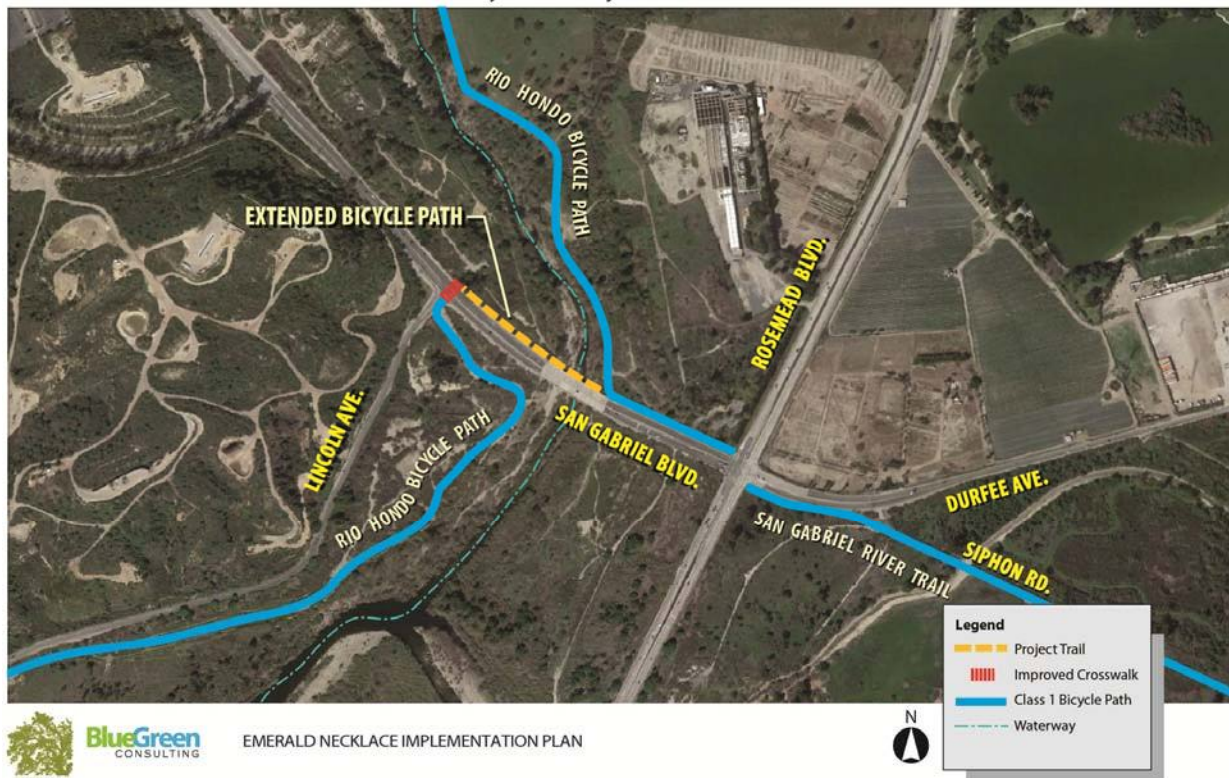 RIO HONDO BICYCLE PATH
EXTENDED BICYCLE PATH
ROSEMEAD BLVD.
LINCOLN AVE.
RIO HONDO BICYCLE PATH
SAN GABRIEL BLVD.
DURFEE AVE.
SAN GABRIEL RIVER TRAIL
SIPHON RD.
Legend
Project Trail
Improved Crosswalk
Class 1 Bicycle Path
Waterway
BlueGreen
CONSULTING
EMERALD NECKLACE IMPLEMENTATION PLAN
N